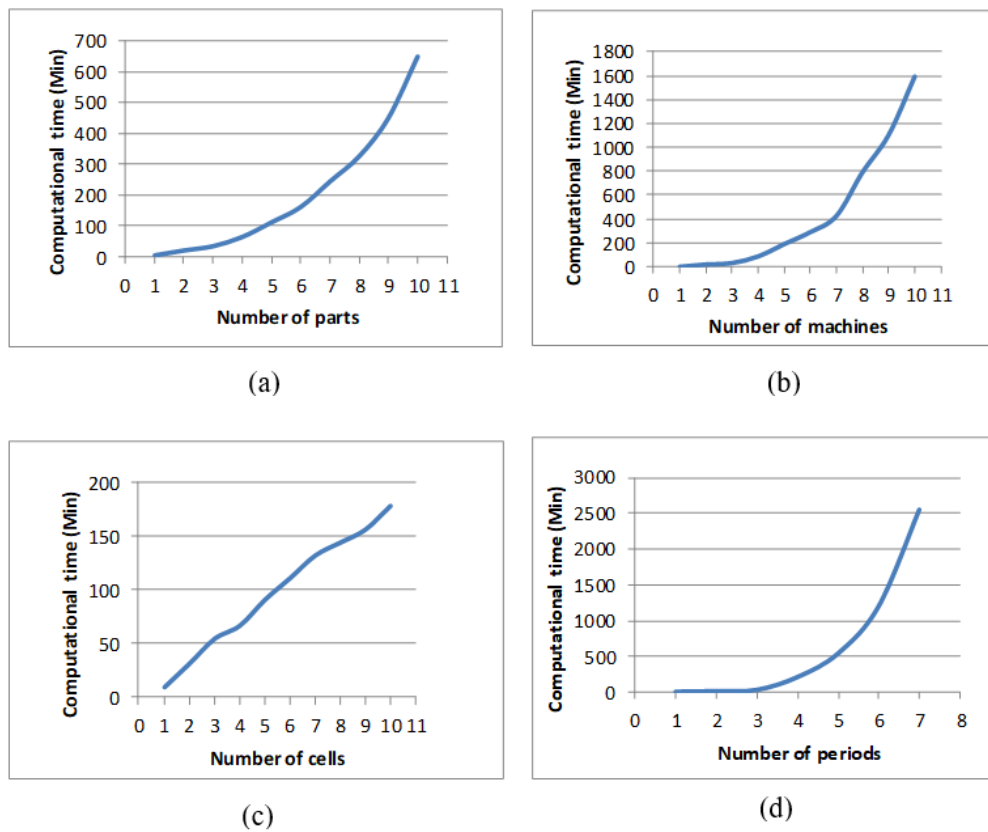 700
600
500
400
300
200
100
0
Computational time (Min)
0 1 2 3 4 5 6 7 8 9 10 11
Number of parts
(a)
1800
1600
1400
1200
1000
800
600
400
200
0
Computational time (Min)
0 1 2 3 4 5 6 7 8 9 10 11
Number of machines
(b)
200
150
100
50
0
Computational time (Min)
0 1 2 3 4 5 6 7 8 9 10 11
Number of cells
(c)
3000
2500
2000
1500
1000
500
0
Computational time (Min)
0 1 2 3 4 5 6 7 8
Number of periods
(d)